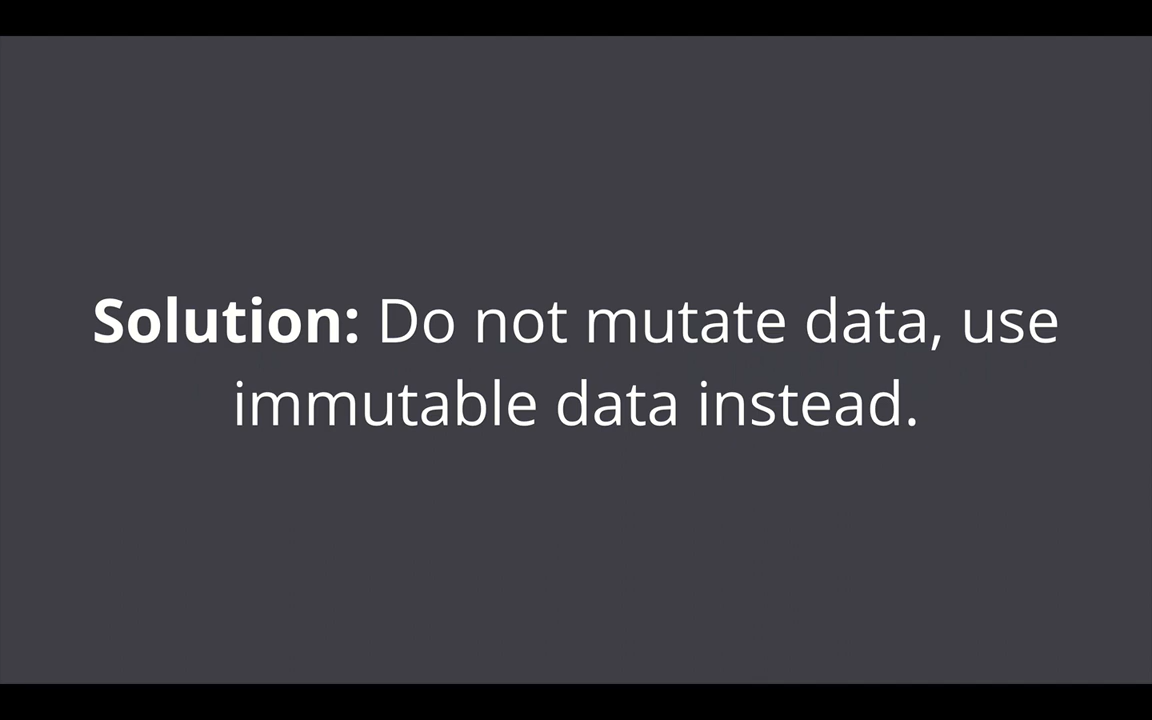 Solution: Do not mutate data, use
immutable data instead.